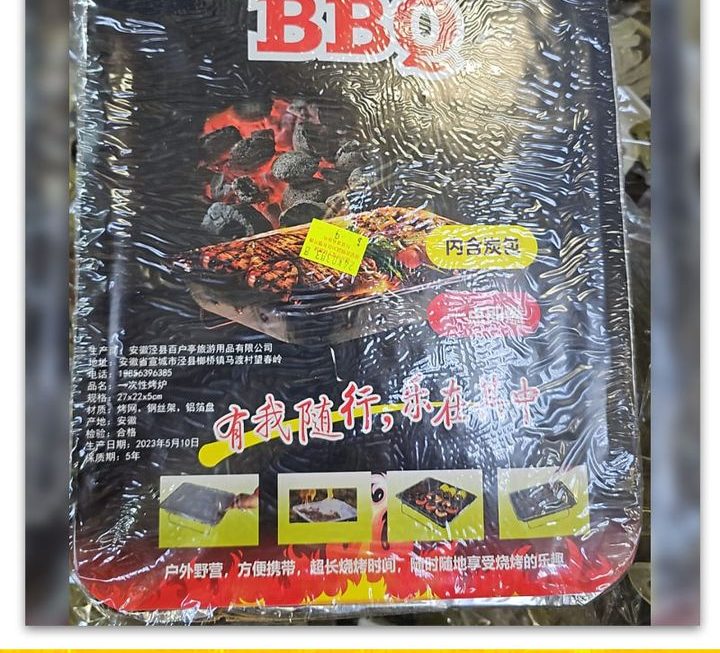 BBQ
内含炭包
生产商：安徽泾县百户亭旅游用品有限公司
地址：安徽省宣城市泾县榔桥镇马渡村望春岭
电话：19856396385
品名：一次性烤炉
规格：27x22x5cm
材质：烤网，钢丝架，铝箔盘
产地：安徽
检验：合格
生产日期：2023年5月10日
保质期：5年
有我随行，乐在其中
户外野营，方便携带，超长烧烤时间，随时随地享受烧烤的乐趣